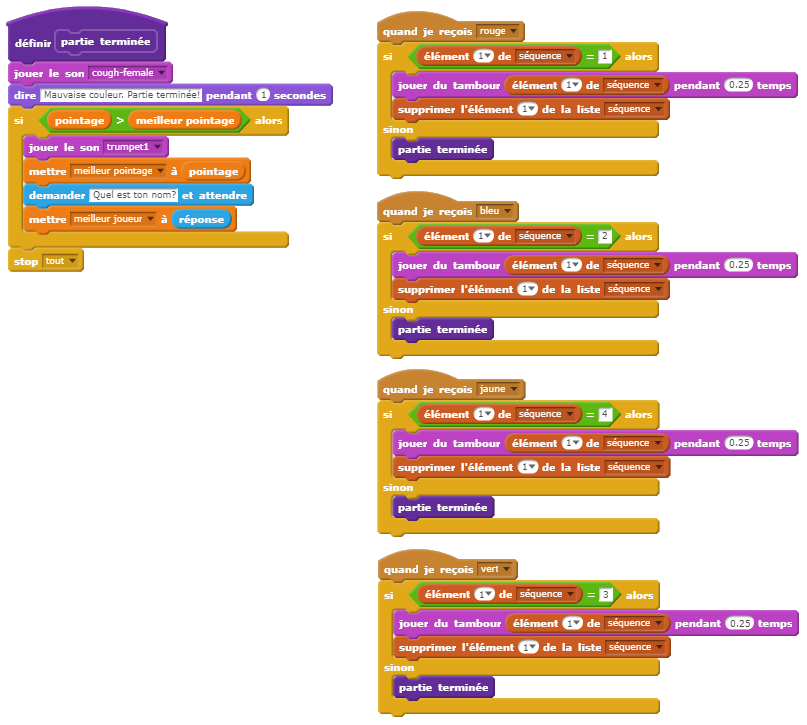 définir partie terminée
jouer le son cough-female
dire Mauvaise couleur. Partie terminée! pendant 1 secondes
si pointage > meilleur pointage alors
jouer le son trumpet1
mettre meilleur pointage à pointage
demander Quel est ton nom? et attendre
mettre meilleur joueur à réponse
stop tout
quand je reçois rouge
si élément 1 de séquence = 1 alors
jouer du tambour élément 1 de séquence pendant 0.25 temps
supprimer l'élément 1 de la liste séquence
sinon
partie terminée
quand je reçois bleu
si élément 1 de séquence = 2 alors
jouer du tambour élément 1 de séquence pendant 0.25 temps
supprimer l'élément 1 de la liste séquence
sinon
partie terminée
quand je reçois jaune
si élément 1 de séquence = 4 alors
jouer du tambour élément 1 de séquence pendant 0.25 temps
supprimer l'élément 1 de la liste séquence
sinon
partie terminée
quand je reçois vert
si élément 1 de séquence = 3 alors
jouer du tambour élément 1 de séquence pendant 0.25 temps
supprimer l'élément 1 de la liste séquence
sinon
partie terminée